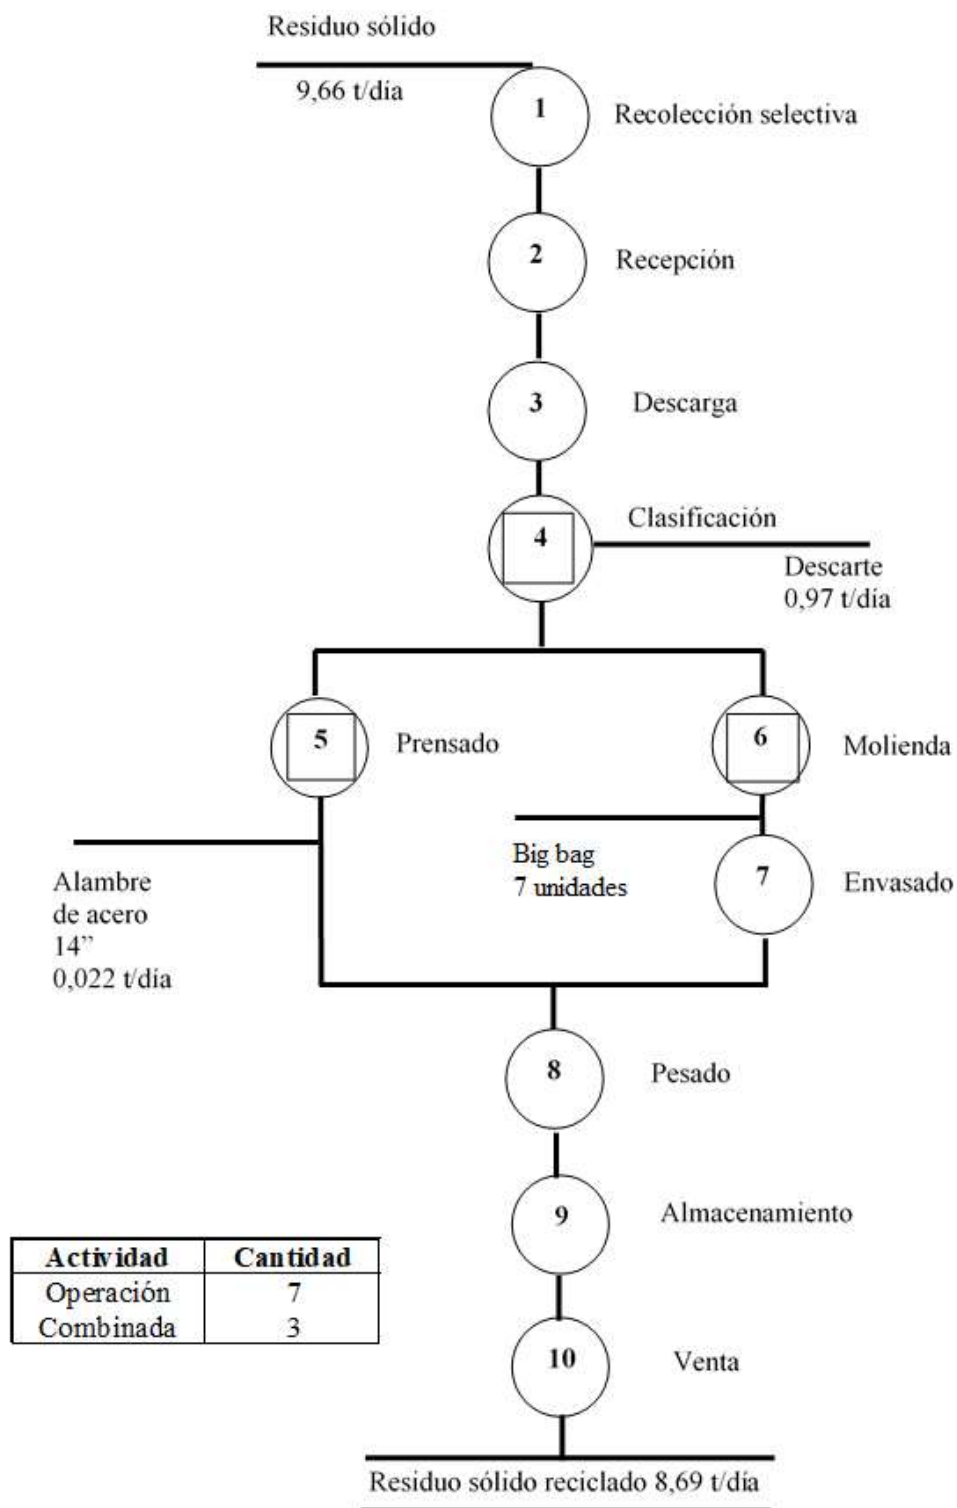 Residuo sólido
9,66 t/día
1
Recolección selectiva
2
Recepción
3
Descarga
4
Clasificación
Descarte
0,97 t/día
5
Prensado
6
Molienda
Big bag
7 unidades
7
Envasado
Alambre
de acero
14”
0,022 t/día
8
Pesado
9
Almacenamiento
Actividad Cantidad
Operación 7
Combinada 3
10
Venta
Residuo sólido reciclado 8,69 t/día